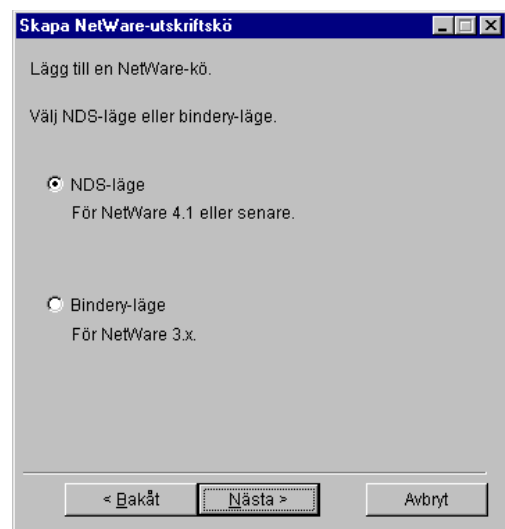 Skapa NetWare-utskriftskö
Lägg till en NetWare-kö.
Välj NDS-läge eller bindery-läge.
NDS-läge
För NetWare 4.1 eller senare.
Bindery-läge
För NetWare 3.x.
< Bakåt Nästa > Avbryt